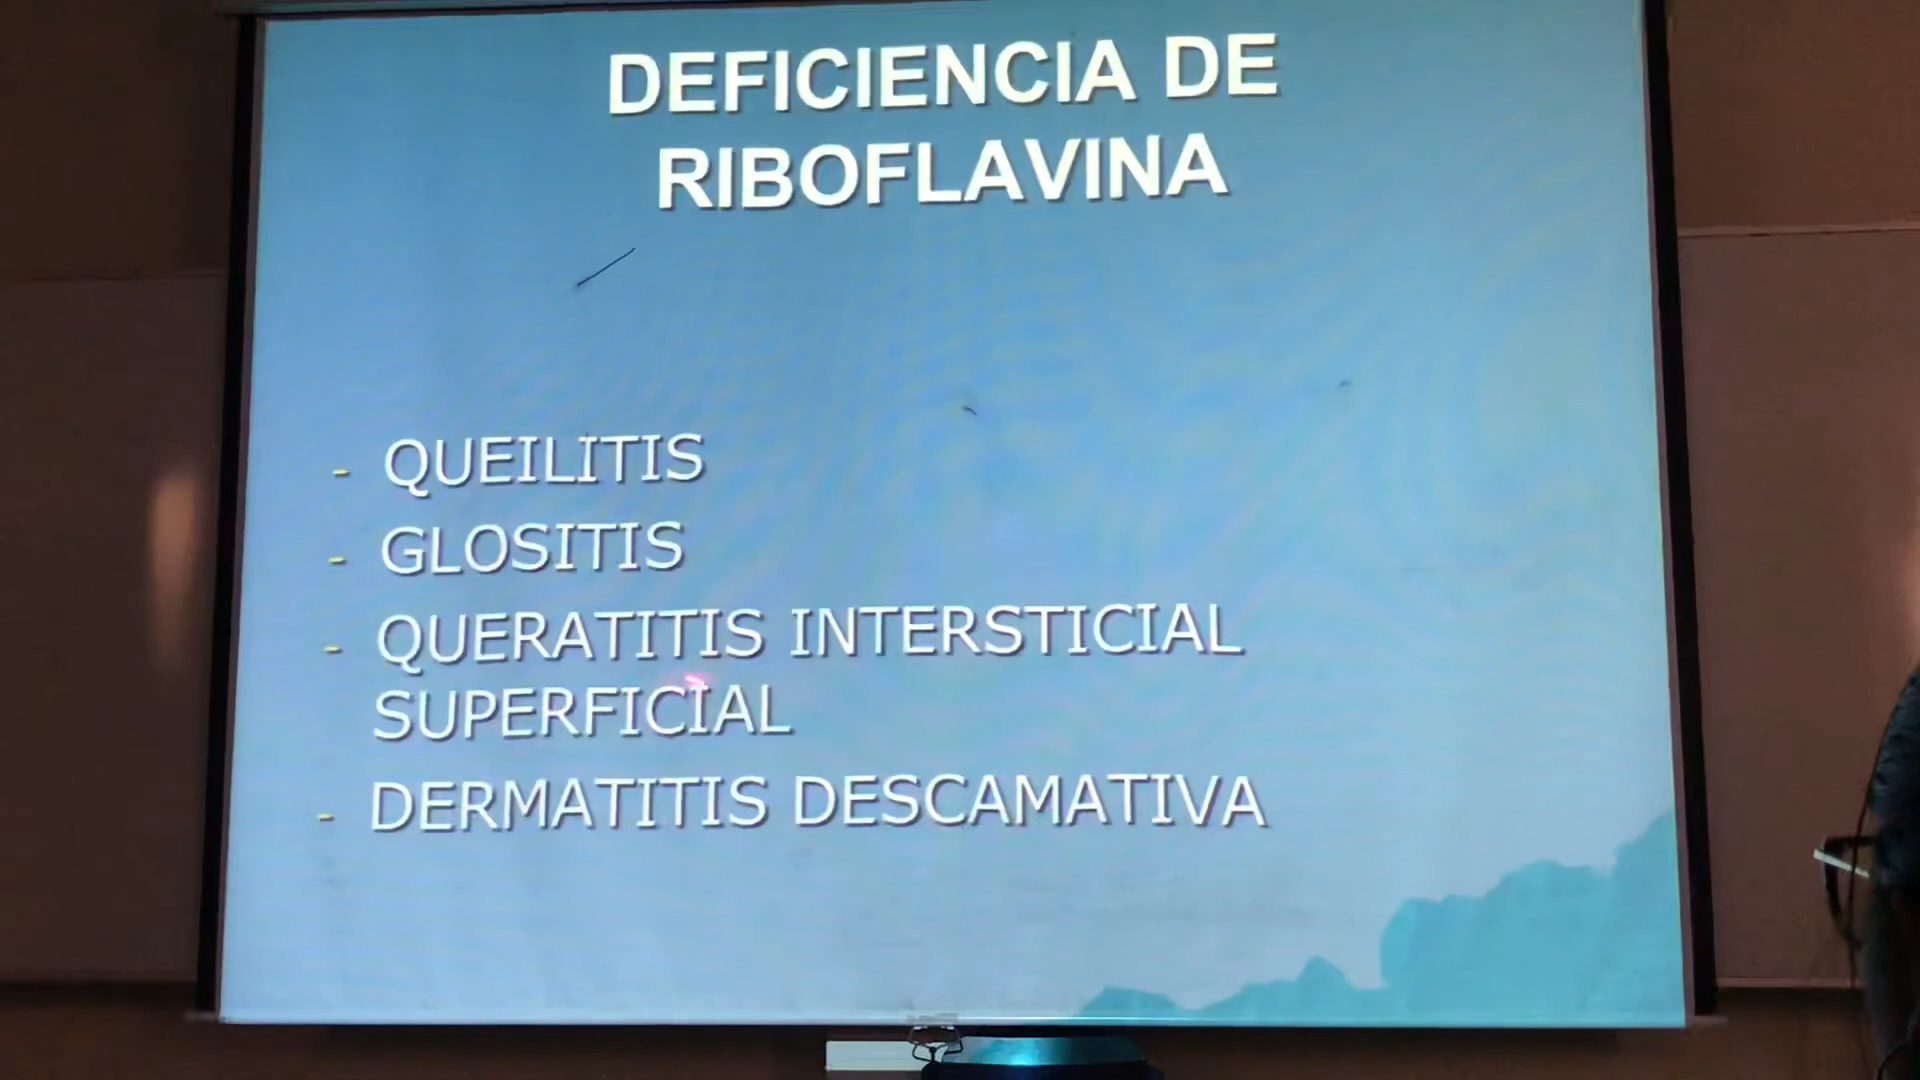 DEFICIENCIA DE
RIBOFLAVINA
- QUEILITIS
- GLOSITIS
- QUERATITIS INTERSTICIAL
SUPERFICIAL
- DERMATITIS DESCAMATIVA